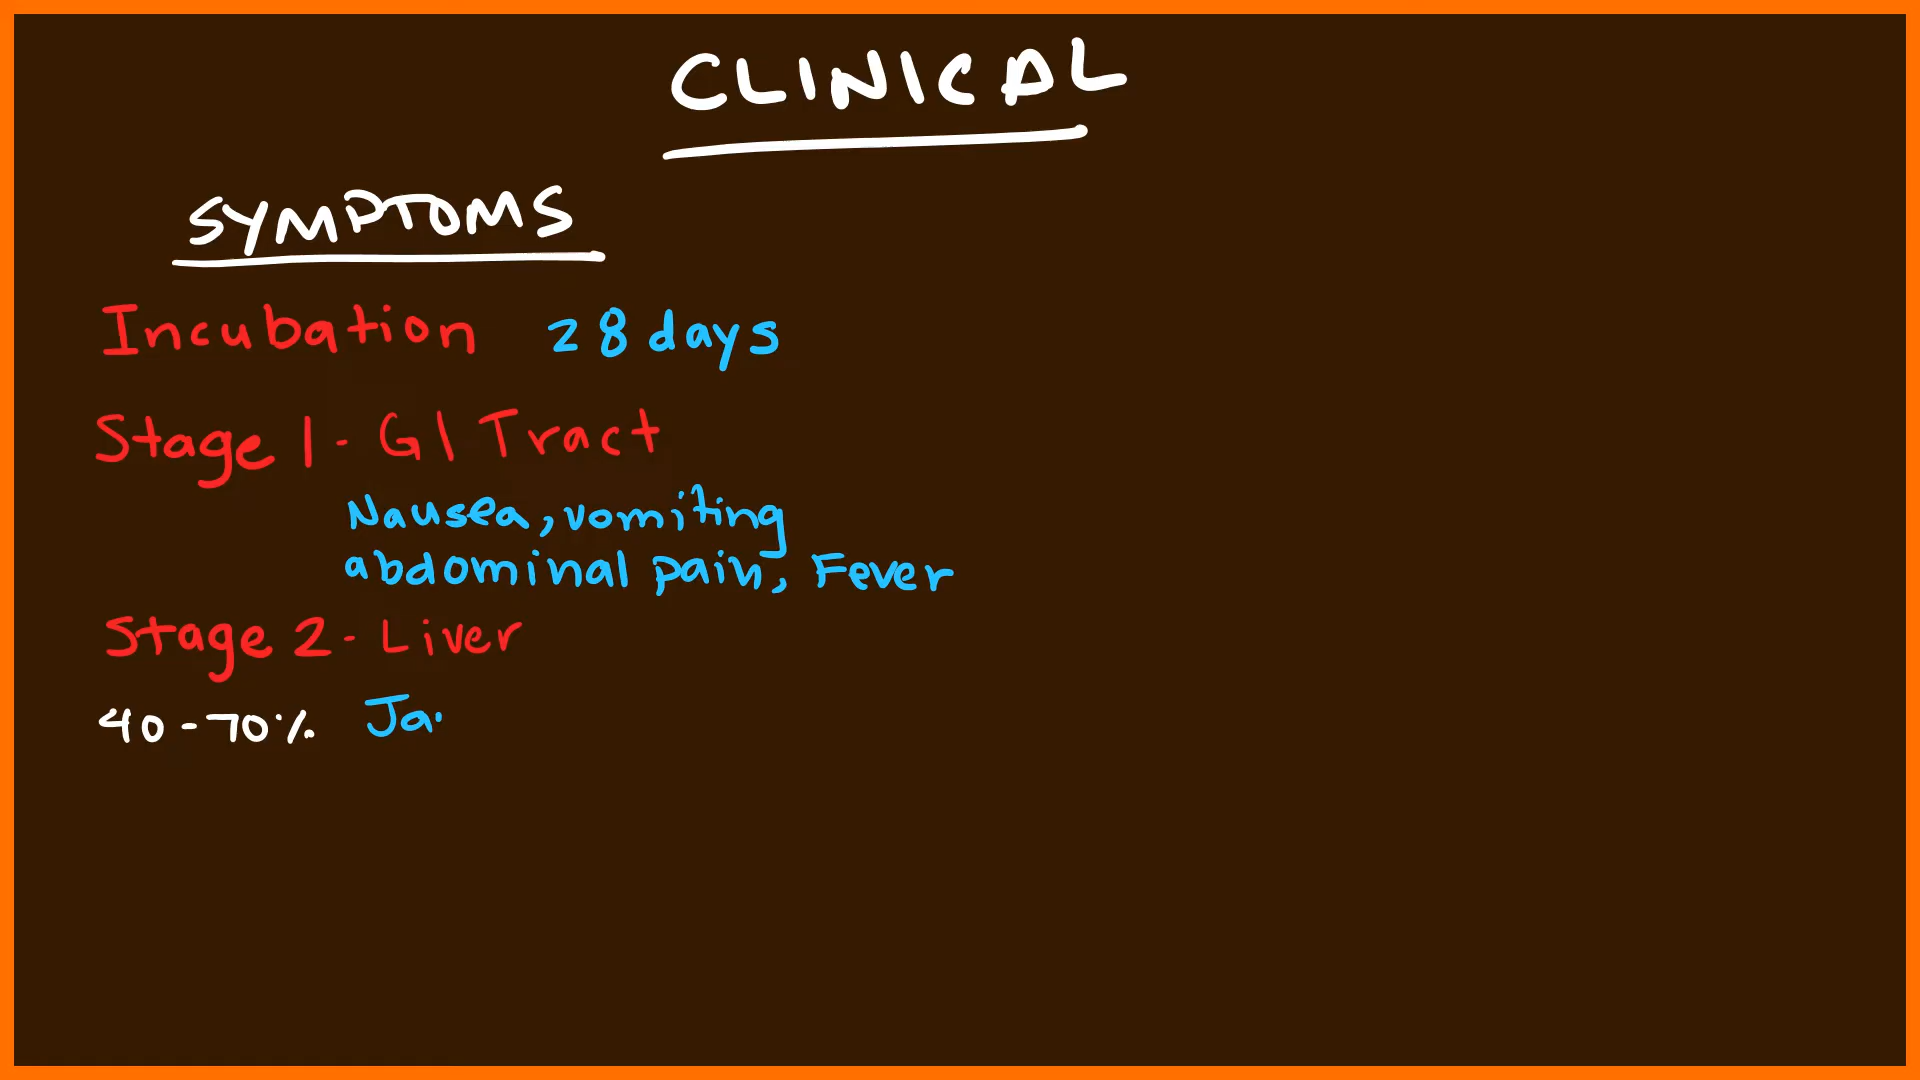 CLINICAL
SYMPTOMS
Incubation 28 days
Stage 1 - GI Tract
Nausea, vomiting
abdominal pain, Fever
Stage 2 - Liver
40-70% Ja